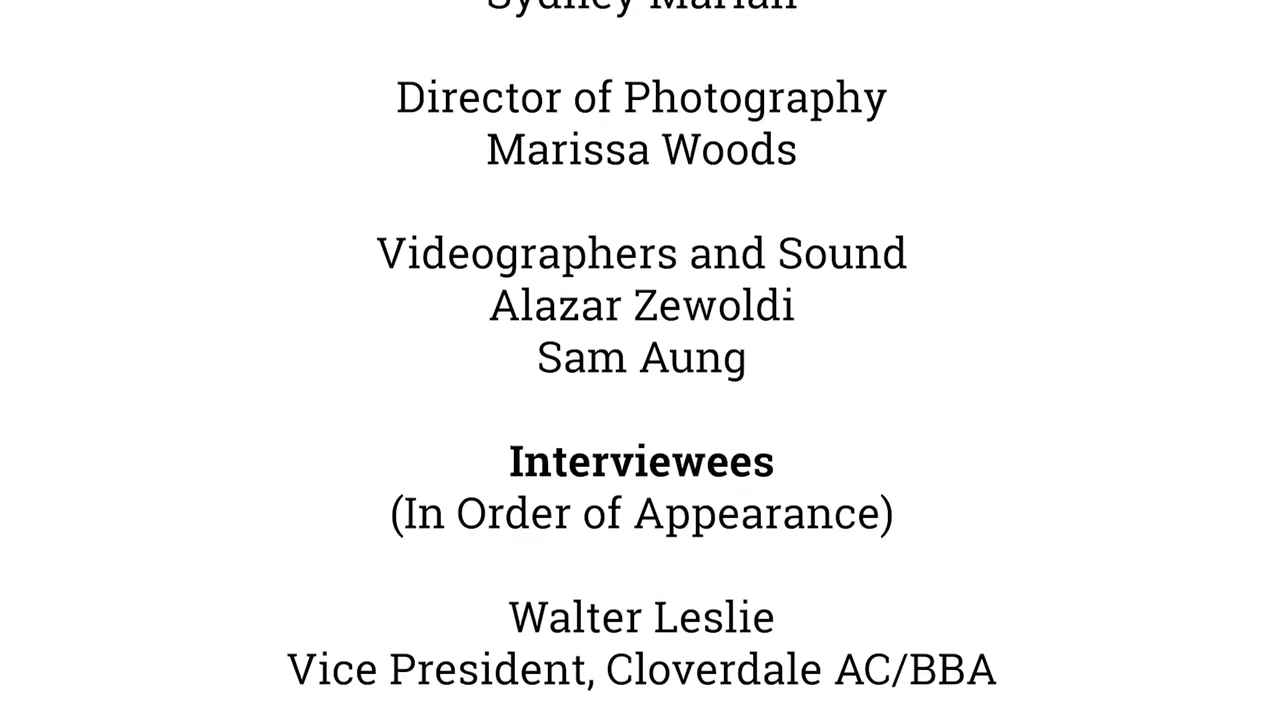 Sydney
Director of Photography
Marissa Woods
Videographers and Sound
Alazar Zewoldi
Sam Aung
Interviewees
(In Order of Appearance)
Walter Leslie
Vice President, Cloverdale AC/BBA